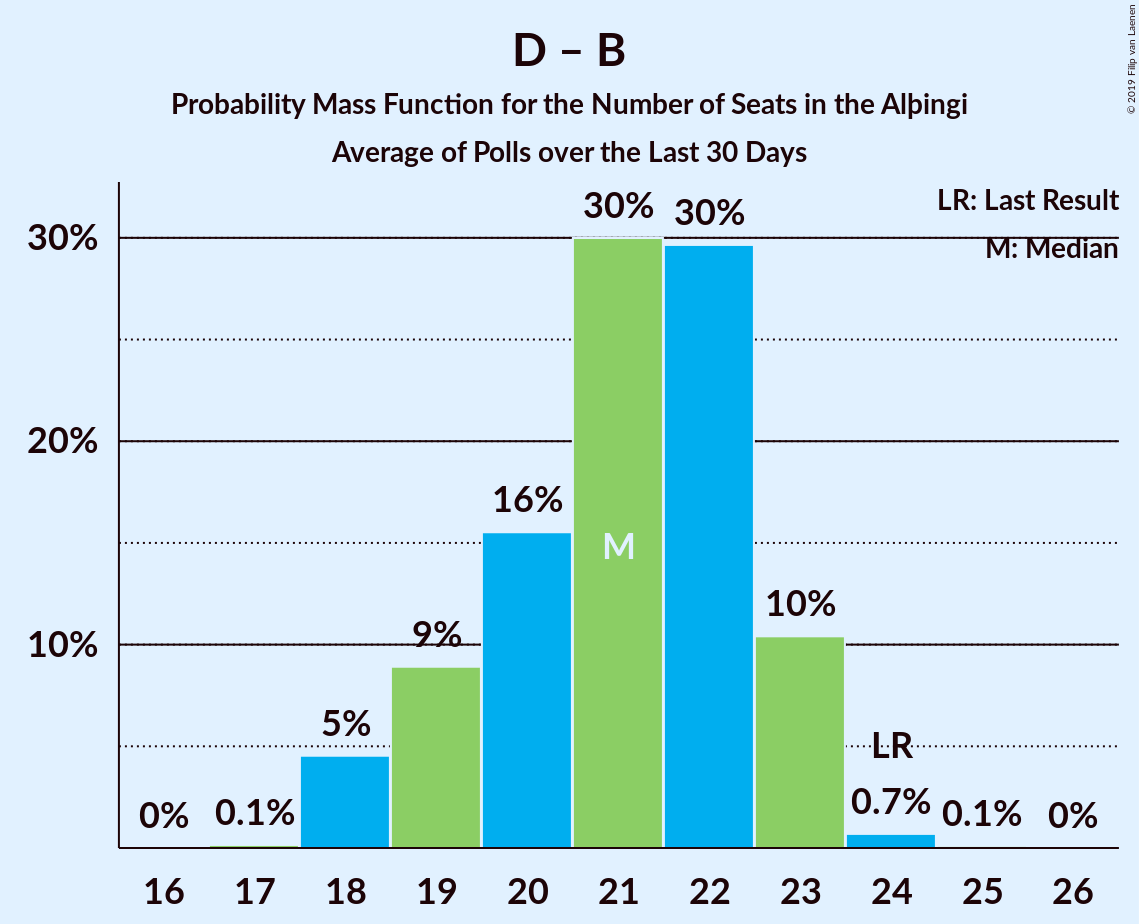 D – B
Probability Mass Function for the Number of Seats in the Alþingi
Average of Polls over the Last 30 Days
© 2019 Filip van Laenen
LR: Last Result
M: Median
30%
20%
10%
0%
0.1%
5%
9%
16%
30%
M
30%
10%
LR
0.7%
0.1%
0%
16 17 18 19 20 21 22 23 24 25 26